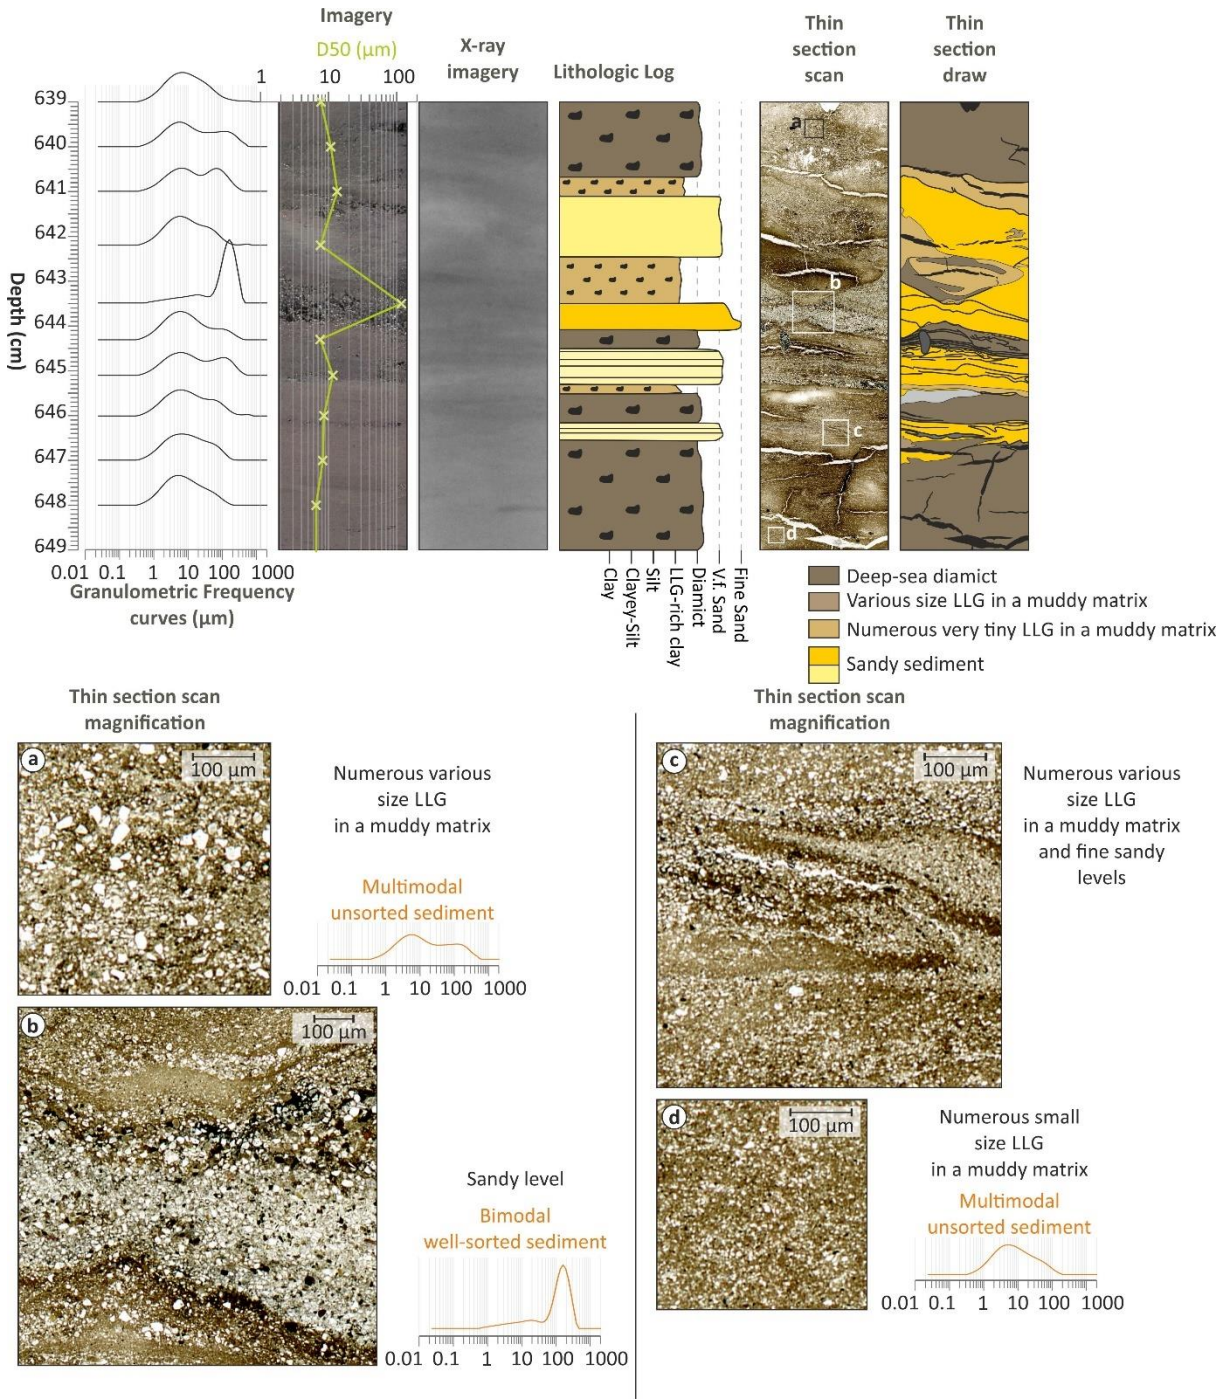 Imagery
D50 (µm)
1 10 100
X-ray
imagery
Lithologic Log
Thin
section
scan
Thin
section
draw
639
640
641
642
643
644
645
646
647
648
649
Depth (cm)
0.01 0.1 1 10 100 1000
Granulometric Frequency
curves (µm)
a
b
c
d
Clay
Clayey-Silt
Silt
LLG-rich clay
Diamict
V.f. Sand
Fine Sand
Deep-sea diamict
Various size LLG in a muddy matrix
Numerous very tiny LLG in a muddy matrix
Sandy sediment
Thin section scan
magnification
a
100 µm
Numerous various
size LLG
in a muddy matrix
Multimodal
unsorted sediment
0.01 0.1 1 10 100 1000
b
100 µm
Sandy level
Bimodal
well-sorted sediment
0.01 0.1 1 10 100 1000
Thin section scan
magnification
c
100 µm
Numerous various
size LLG
in a muddy matrix
and fine sandy
levels
d
100 µm
Numerous small
size LLG
in a muddy matrix
Multimodal
unsorted sediment
0.01 0.1 1 10 100 1000